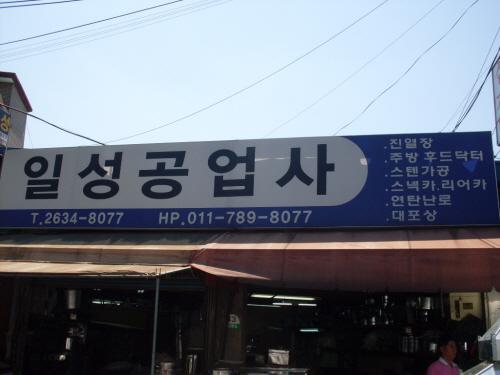 일성공업사
T.2634-8077 HP.011-789-8077
.진열장
.주방 후드닥터
.스텐가공
.스넥카.리어카
.연탄난로
.대포상